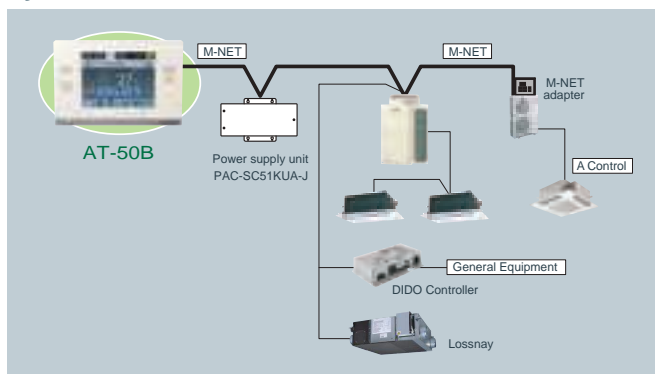 M-NET
M-NET
M-NET
adapter
AT-50B
Power supply unit
PAC-SC51KUA-J
A Control
General Equipment
DIDO Controller
Lossnay